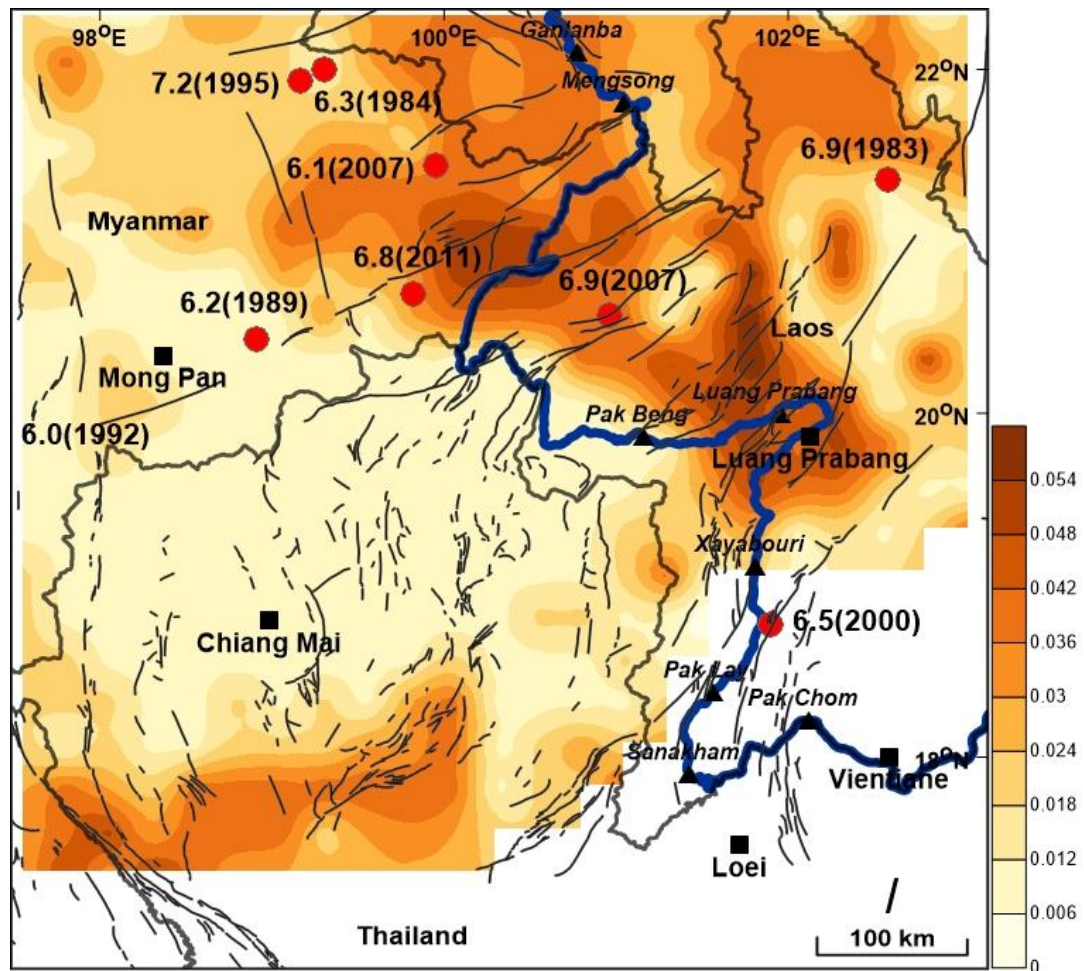 98°E
100°E
102°E
Ganlanba
22°N
7.2(1995)
Mengsong
6.3(1984)
6.1(2007)
6.9(1983)
Myanmar
6.8(2011)
6.9(2007)
6.2(1989)
Laos
Mong Pan
Luang Prabang
Pak Beng
20°N
6.0(1992)
Luang Prabang
0.054
0.048
Xayabouri
0.042
Chiang Mai
6.5(2000)
0.036
Pak Lay
Pak Chom
0.03
Sanakham
18°N
0.024
Vientiane
0.018
Loei
0.012
0.006
Thailand
100 km
0